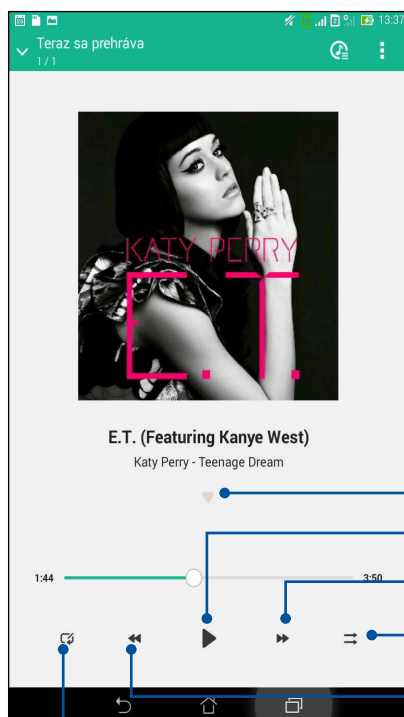 13:37
Teraz sa prehráva
1 / 1
KATY PERRY
E.T.
E.T. (Featuring Kanye West)
Katy Perry - Teenage Dream
1:44
3:50